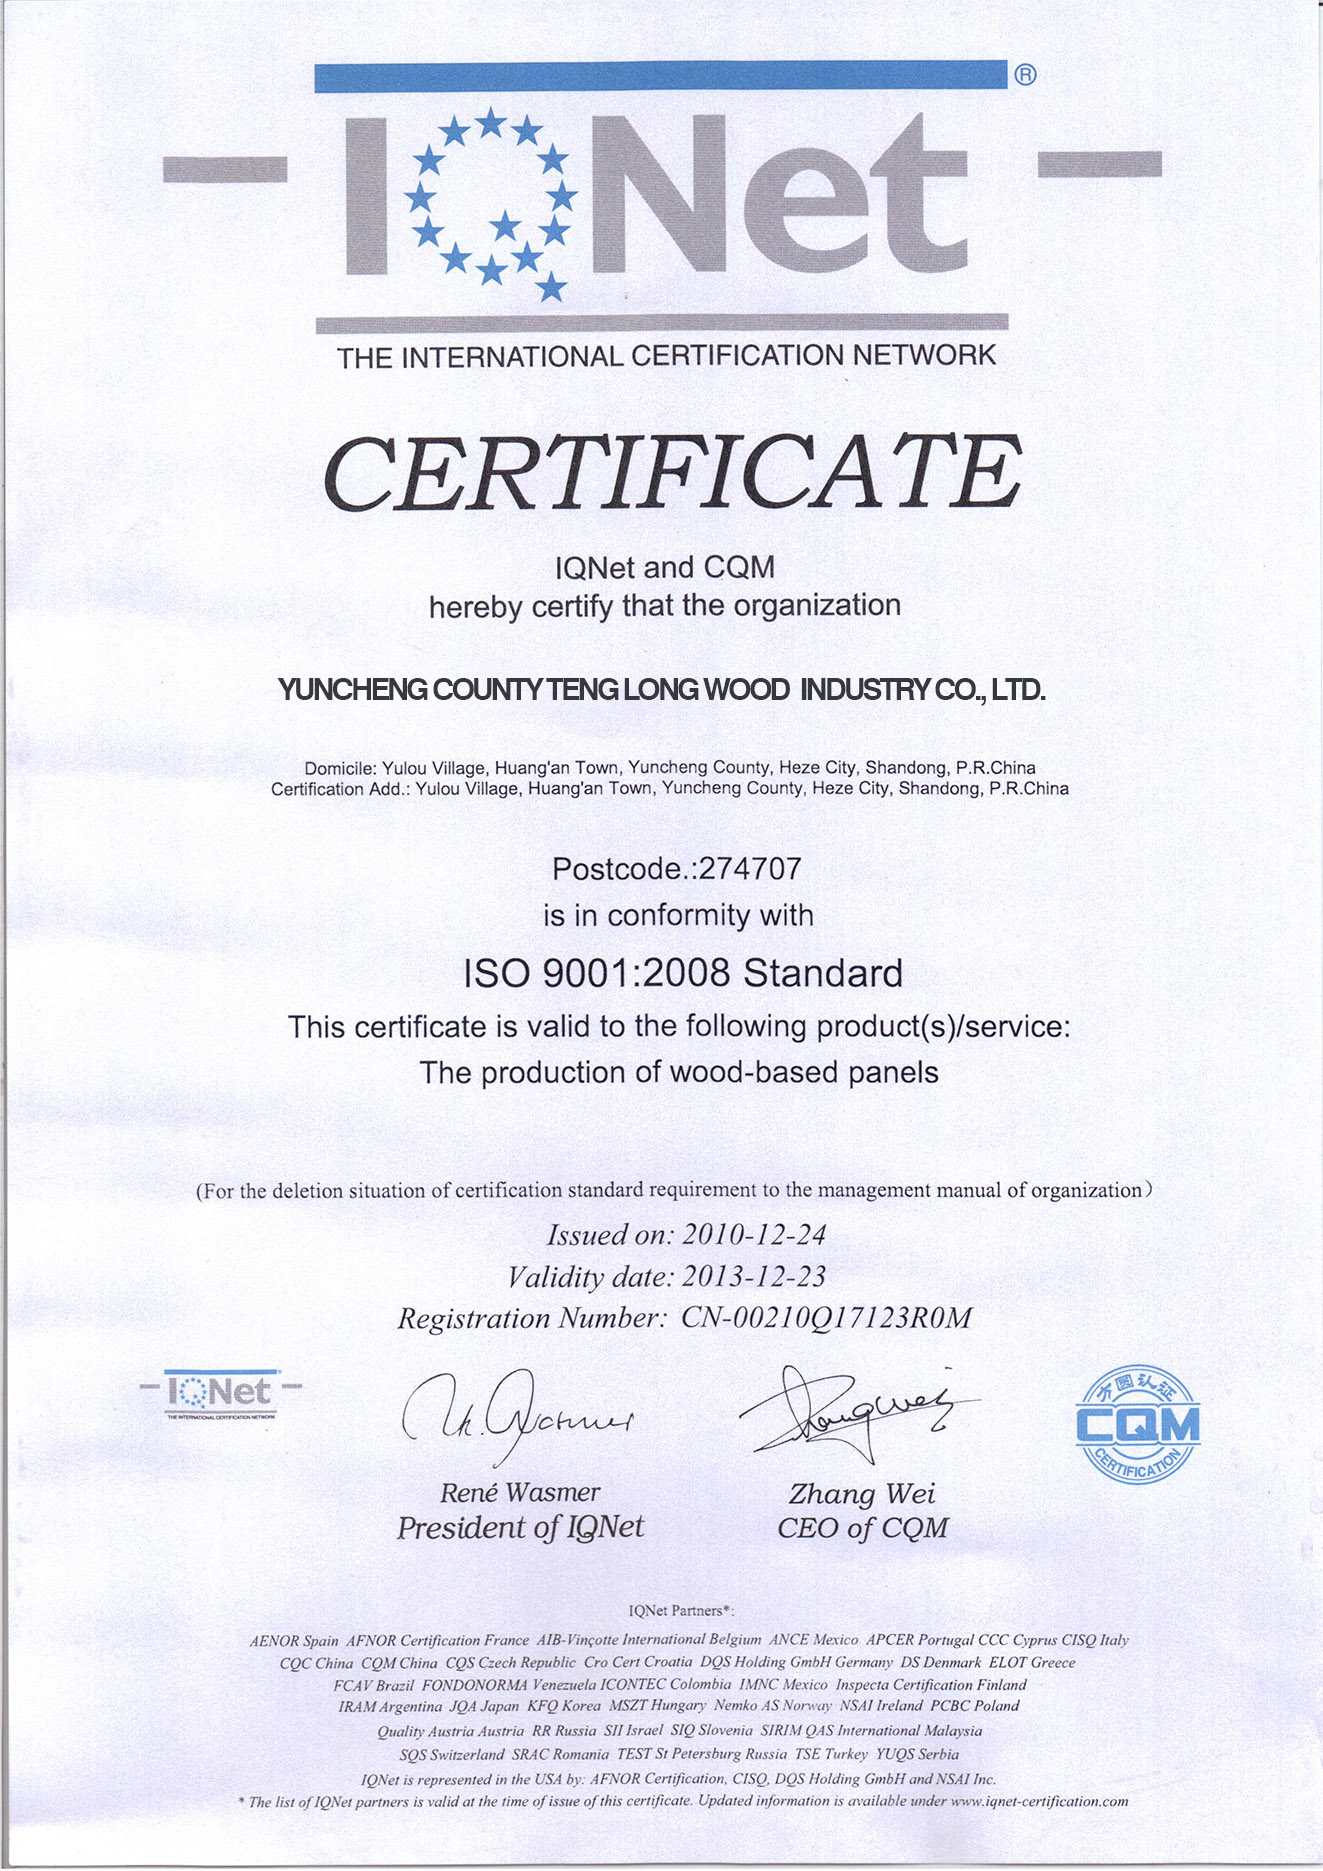 IQNet ®
THE INTERNATIONAL CERTIFICATION NETWORK
CERTIFICATE
IQNet and CQM
hereby certify that the organization
YUNCHENG COUNTY TENG LONG WOOD INDUSTRY CO., LTD.
Domicile: Yulou Village, Huang'an Town, Yuncheng County, Heze City, Shandong, P.R.China
Certification Add.: Yulou Village, Huang'an Town, Yuncheng County, Heze City, Shandong, P.R.China
Postcode.:274707
is in conformity with
ISO 9001:2008 Standard
This certificate is valid to the following product(s)/service:
The production of wood-based panels
(For the deletion situation of certification standard requirement to the management manual of organization）
Issued on: 2010-12-24
Validity date: 2013-12-23
Registration Number: CN-00210Q17123R0M
IQNet
THE INTERNATIONAL CERTIFICATION NETWORK
R. Wasmer
Zhang Wei
方圆认证
CQM
CERTIFICATION
René Wasmer
President of IQNet
Zhang Wei
CEO of CQM
IQNet Partners*:
AENOR Spain AFNOR Certification France AIB-Vinçotte International Belgium ANCE Mexico APCER Portugal CCC Cyprus CISQ Italy
CQC China CQM China CQS Czech Republic Cro Cert Croatia DQS Holding GmbH Germany DS Denmark ELOT Greece
FCAV Brazil FONDONORMA Venezuela ICONTEC Colombia IMNC Mexico Inspecta Certification Finland
IRAM Argentina JQA Japan KFQ Korea MSZT Hungary Nemko AS Norway NSAI Ireland PCBC Poland
Quality Austria Austria RR Russia SII Israel SIQ Slovenia SIRIM QAS International Malaysia
SQS Switzerland SRAC Romania TEST St Petersburg Russia TSE Turkey YUQS Serbia
IQNet is represented in the USA by: AFNOR Certification, CISQ, DQS Holding GmbH and NSAI Inc.
* The list of IQNet partners is valid at the time of issue of this certificate. Updated information is available under www.iqnet-certification.com